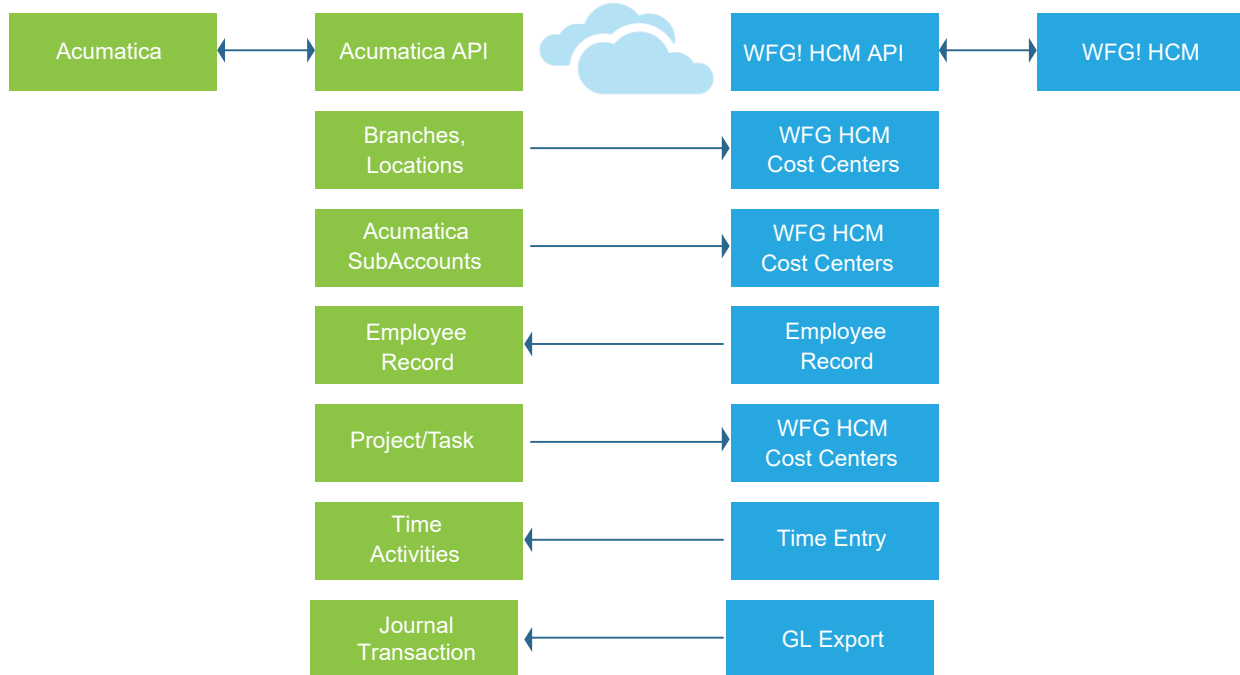 Acumatica
Acumatica API
WFG! HCM API
WFG! HCM
Branches,
Locations
WFG HCM
Cost Centers
Acumatica
SubAccounts
WFG HCM
Cost Centers
Employee
Record
Employee
Record
Project/Task
WFG HCM
Cost Centers
Time
Activities
Time Entry
Journal
Transaction
GL Export